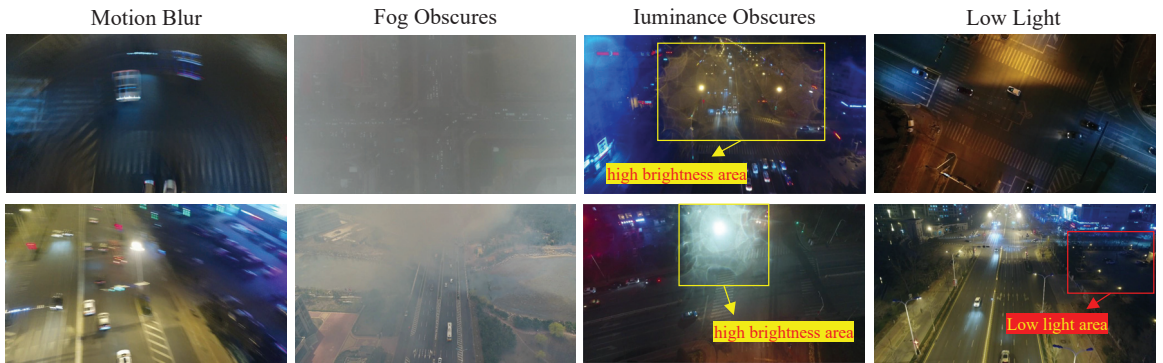 Motion Blur
Fog Obscures
Iuminance Obscures
Low Light
high brightness area
high brightness area
Low light area